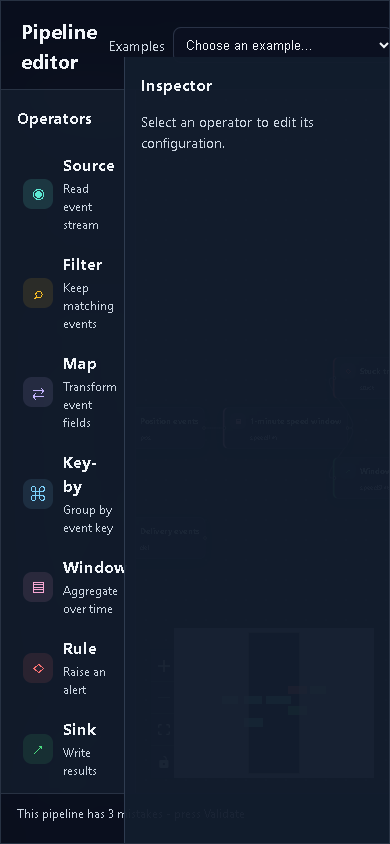 Pipeline
editor
Examples
Choose an example...
Operators
Inspector
Select an operator to edit its
configuration.
Source
Read
event
stream
Filter
Keep
matching
events
Map
Transform
event
fields
Key-
by
Group by
event key
Window
Aggregate
over time
Rule
Raise an
alert
Sink
Write
results
This pipeline has 3